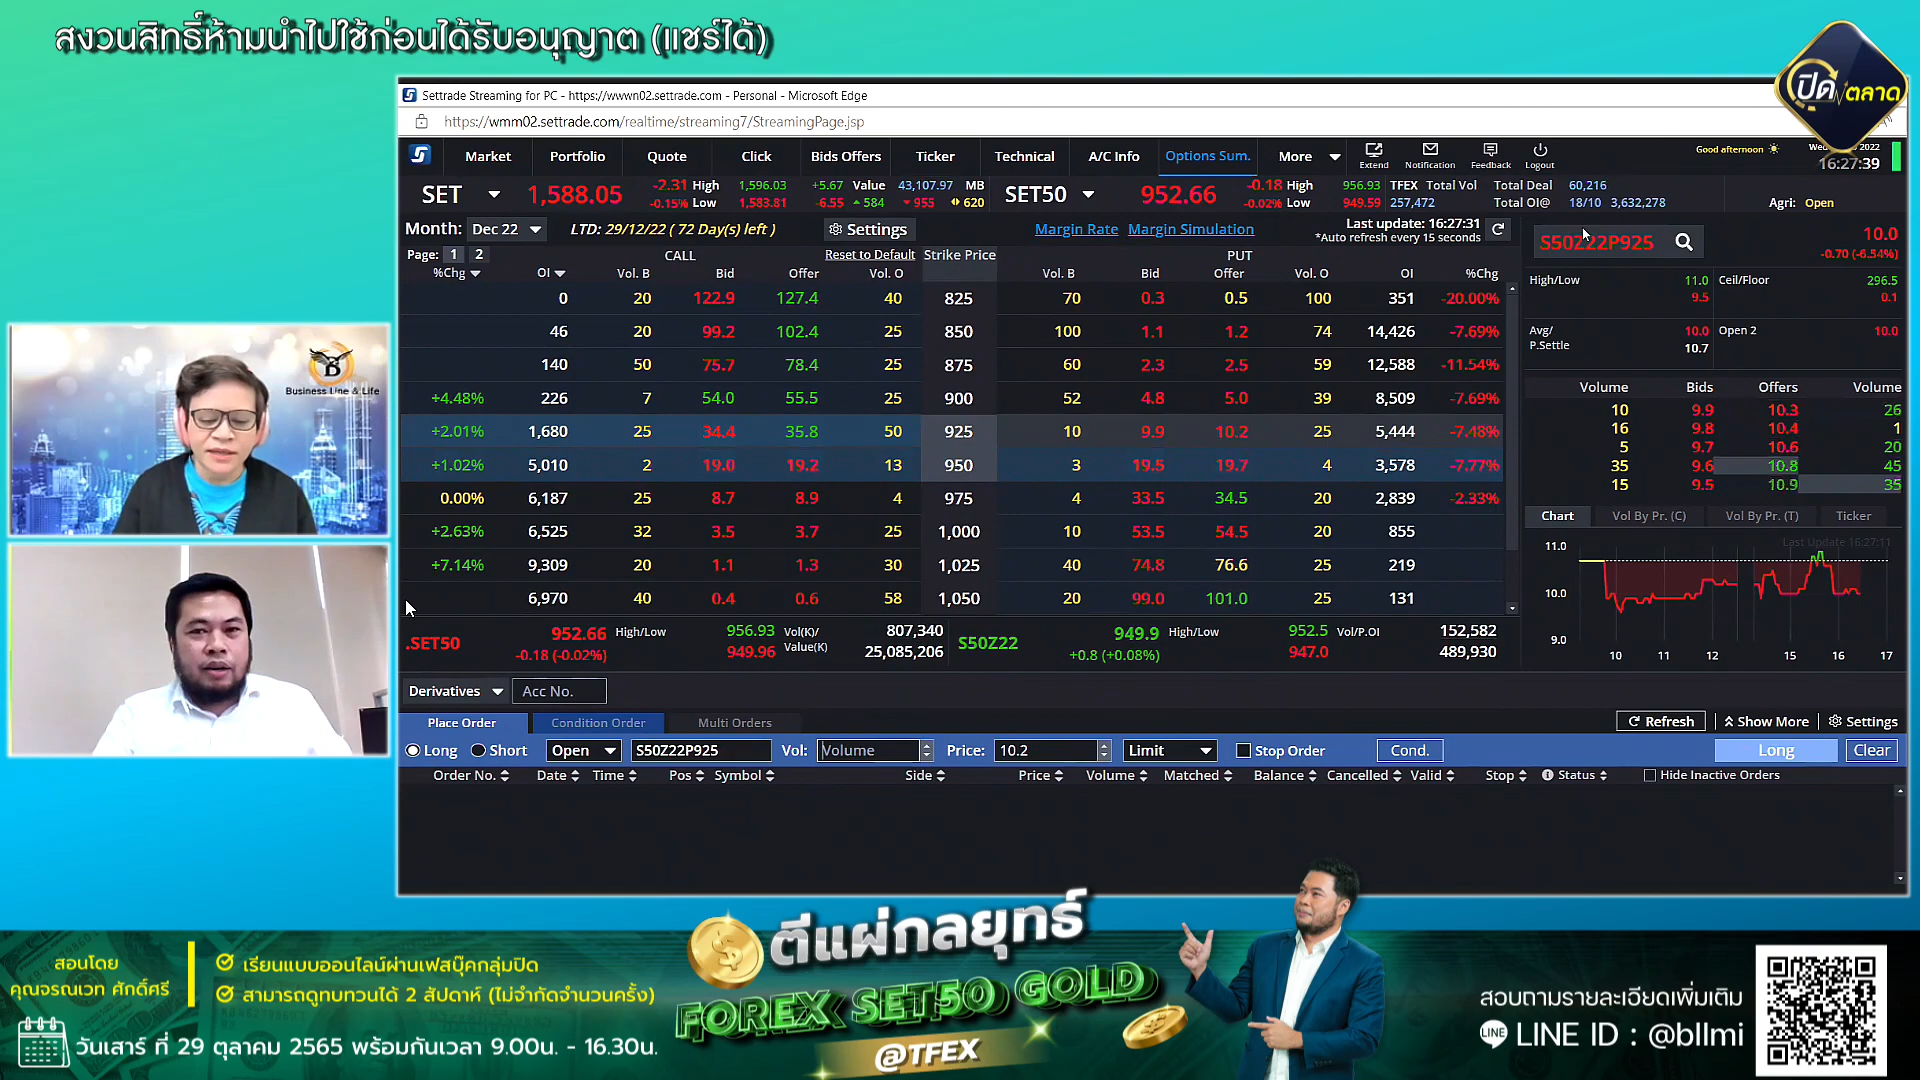 สงวนสิทธิ์ห้ามนำไปใช้ก่อนได้รับอนุญาต (แชร์ได้)
ปิดตลาด
Settrade Streaming for PC - https://wwwn02.settrade.com - Personal - Microsoft Edge
https://wmm02.settrade.com/realtime/streaming7/StreamingPage.jsp
Market Portfolio Quote Click Bids Offers Ticker Technical A/C Info Options Sum. More Extend Notification Feedback Logout
Good afternoon
2022
16:27:39
SET 1,588.05 -2.31 High 1,596.03 +5.67 Value 43,107.97 MB
-0.15% Low 1,583.81 -6.55 584 955 620
SET50 952.66 -0.18 High 956.93 TFEX Total Vol Total Deal 60,216
-0.02% Low 949.59 257,472 Total OI@ 18/10 3,632,278 Agri: Open
Month: Dec 22 LTD: 29/12/22 ( 72 Day(s) left ) Settings Margin Rate Margin Simulation Last update: 16:27:31
*Auto refresh every 15 seconds
Page: 1 2 CALL Reset to Default Strike Price PUT
%Chg OI Vol. B Bid Offer Vol. O Vol. B Bid Offer Vol. O OI %Chg
0 20 122.9 127.4 40 825 70 0.3 0.5 100 351 -20.00%
46 20 99.2 102.4 25 850 100 1.1 1.2 74 14,426 -7.69%
140 50 75.7 78.4 25 875 60 2.3 2.5 59 12,588 -11.54%
+4.48% 226 7 54.0 55.5 25 900 52 4.8 5.0 39 8,509 -7.69%
+2.01% 1,680 25 34.4 35.8 50 925 10 9.9 10.2 25 5,444 -7.48%
+1.02% 5,010 2 19.0 19.2 13 950 3 19.5 19.7 4 3,578 -7.77%
0.00% 6,187 25 8.7 8.9 4 975 4 33.5 34.5 20 2,839 -2.33%
+2.63% 6,525 32 3.5 3.7 25 1,000 10 53.5 54.5 20 855
+7.14% 9,309 20 1.1 1.3 30 1,025 40 74.8 76.6 25 219
6,970 40 0.4 0.6 58 1,050 20 99.0 101.0 25 131
.SET50 952.66 High/Low 956.93 Vol(K)/ 807,340
-0.18 (-0.02%) 949.96 Value(K) 25,085,206
S50Z22 949.9 High/Low 952.5 Vol/P.OI 152,582
+0.8 (+0.08%) 947.0 489,930
S50Z22P925 10.0
-0.70 (-6.54%)
High/Low 11.0 Ceil/Floor 296.5
9.5 0.1
Avg/ 10.0 Open 2 10.0
P.Settle 10.7
Volume Bids Offers Volume
10 9.9 10.3 26
16 9.8 10.4 1
5 9.7 10.6 20
35 9.6 10.8 45
15 9.5 10.9 35
Chart Vol By Pr. (C) Vol By Pr. (T) Ticker
Last Update 16:27:11
11.0
10.0
9.0
10 11 12 15 16 17
Derivatives Acc No.
Place Order Condition Order Multi Orders Refresh Show More Settings
Long Short Open S50Z22P925 Vol: Volume Price: 10.2 Limit Stop Order Cond. Long Clear
Order No. Date Time Pos Symbol Side Price Volume Matched Balance Cancelled Valid Stop Status Hide Inactive Orders
B
Business Line & Life
สอนโดย
คุณจรณเวท ศักดิ์ศรี
เรียนแบบออนไลน์ผ่านเฟสบุ๊คกลุ่มปิด
สามารถดูทบทวนได้ 2 สัปดาห์ (ไม่จำกัดจำนวนครั้ง)
วันเสาร์ ที่ 29 ตุลาคม 2565 พร้อมกันเวลา 9.00น. - 16.30น.
ตีแผ่กลยุทธ์
FOREX SET50 GOLD
@TFEX
สอบถามรายละเอียดเพิ่มเติม
LINE LINE ID : @bllmi